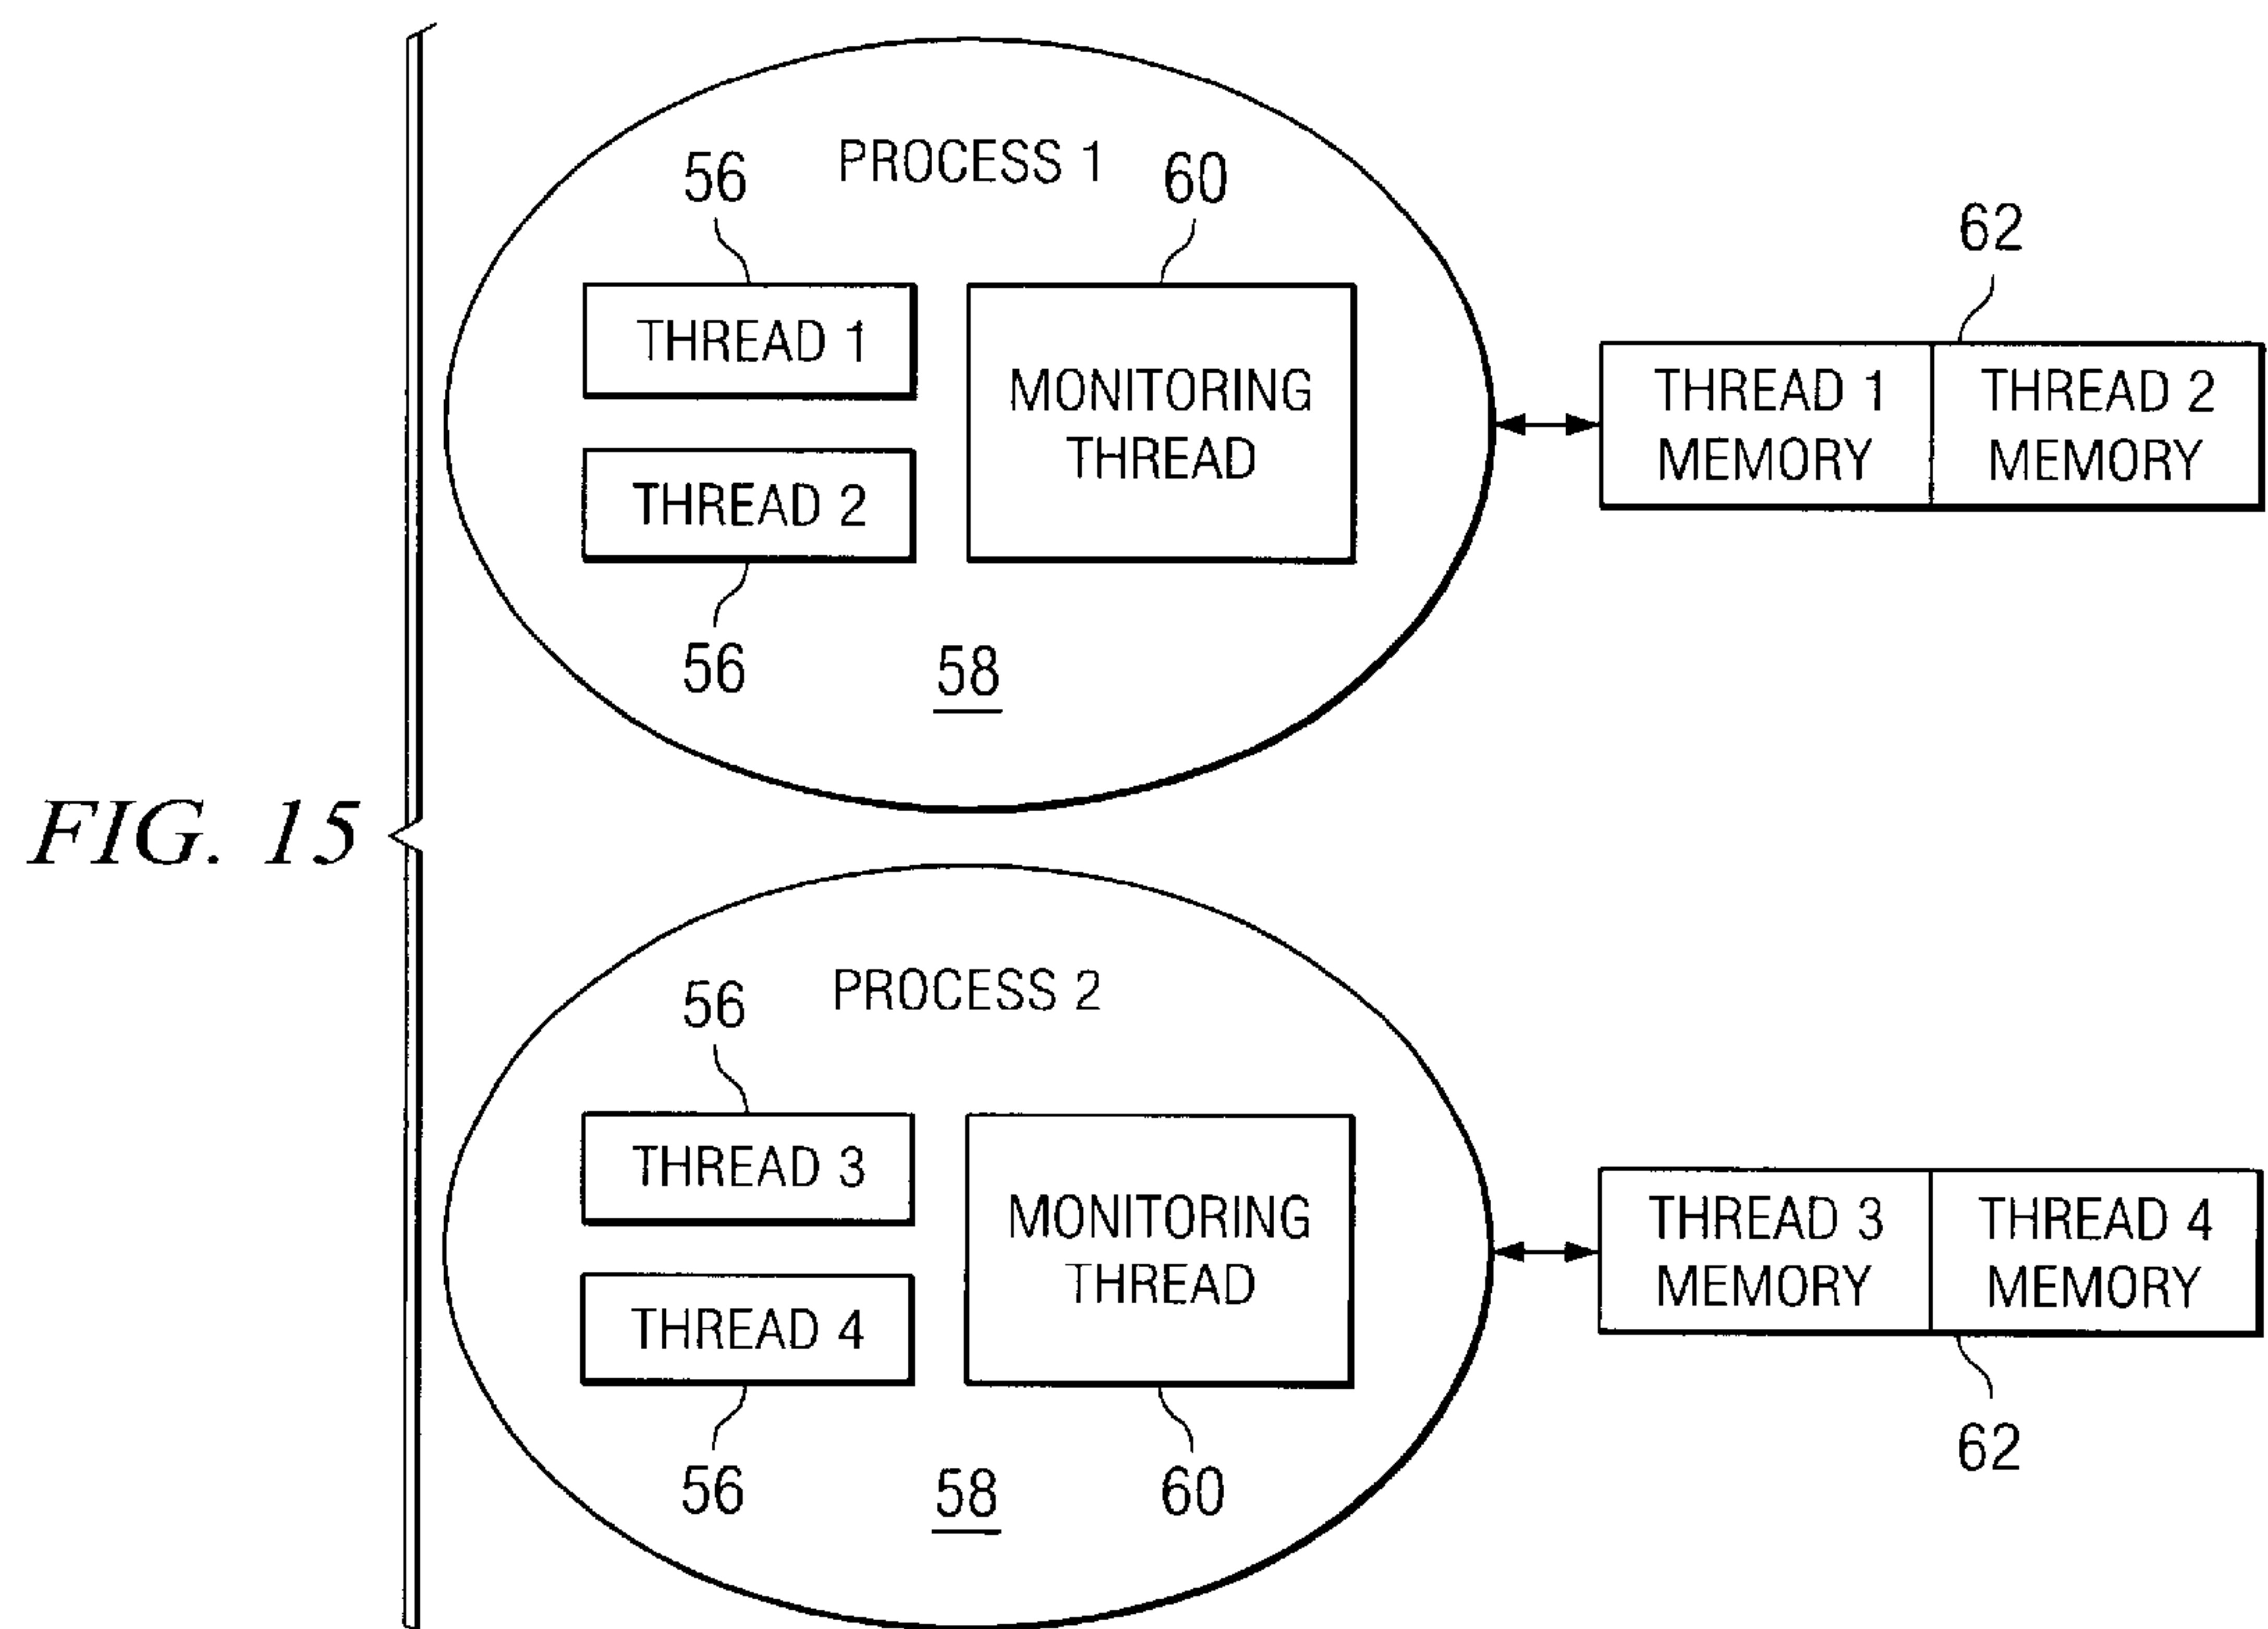 PROCESS 1
56
60
62
THREAD 1
MONITORING
THREAD
THREAD 2
THREAD 1
MEMORY
THREAD 2
MEMORY
56
58
FIG. 15
PROCESS 2
56
THREAD 3
MONITORING
THREAD
THREAD 4
THREAD 3
MEMORY
THREAD 4
MEMORY
56
58
60
62